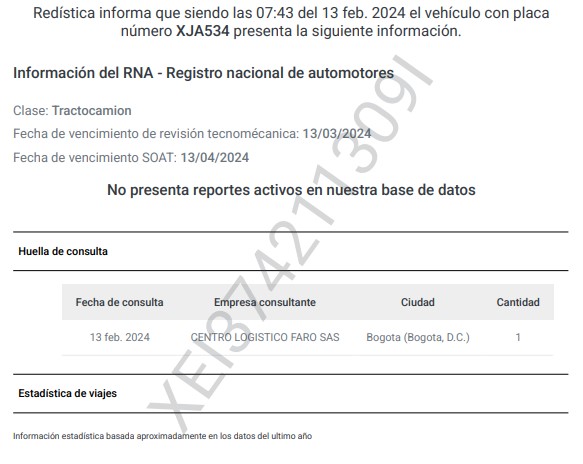 Redística informa que siendo las 07:43 del 13 feb. 2024 el vehículo con placa
número XJA534 presenta la siguiente información.
Información del RNA - Registro nacional de automotores
Clase: Tractocamion
Fecha de vencimiento de revisión tecnomécanica: 13/03/2024
Fecha de vencimiento SOAT: 13/04/2024
No presenta reportes activos en nuestra base de datos
Huella de consulta
Fecha de consulta Empresa consultante Ciudad Cantidad
13 feb. 2024 CENTRO LOGISTICO FARO SAS Bogota (Bogota, D.C.) 1
Estadística de viajes
Información estadística basada aproximadamente en los datos del ultimo año